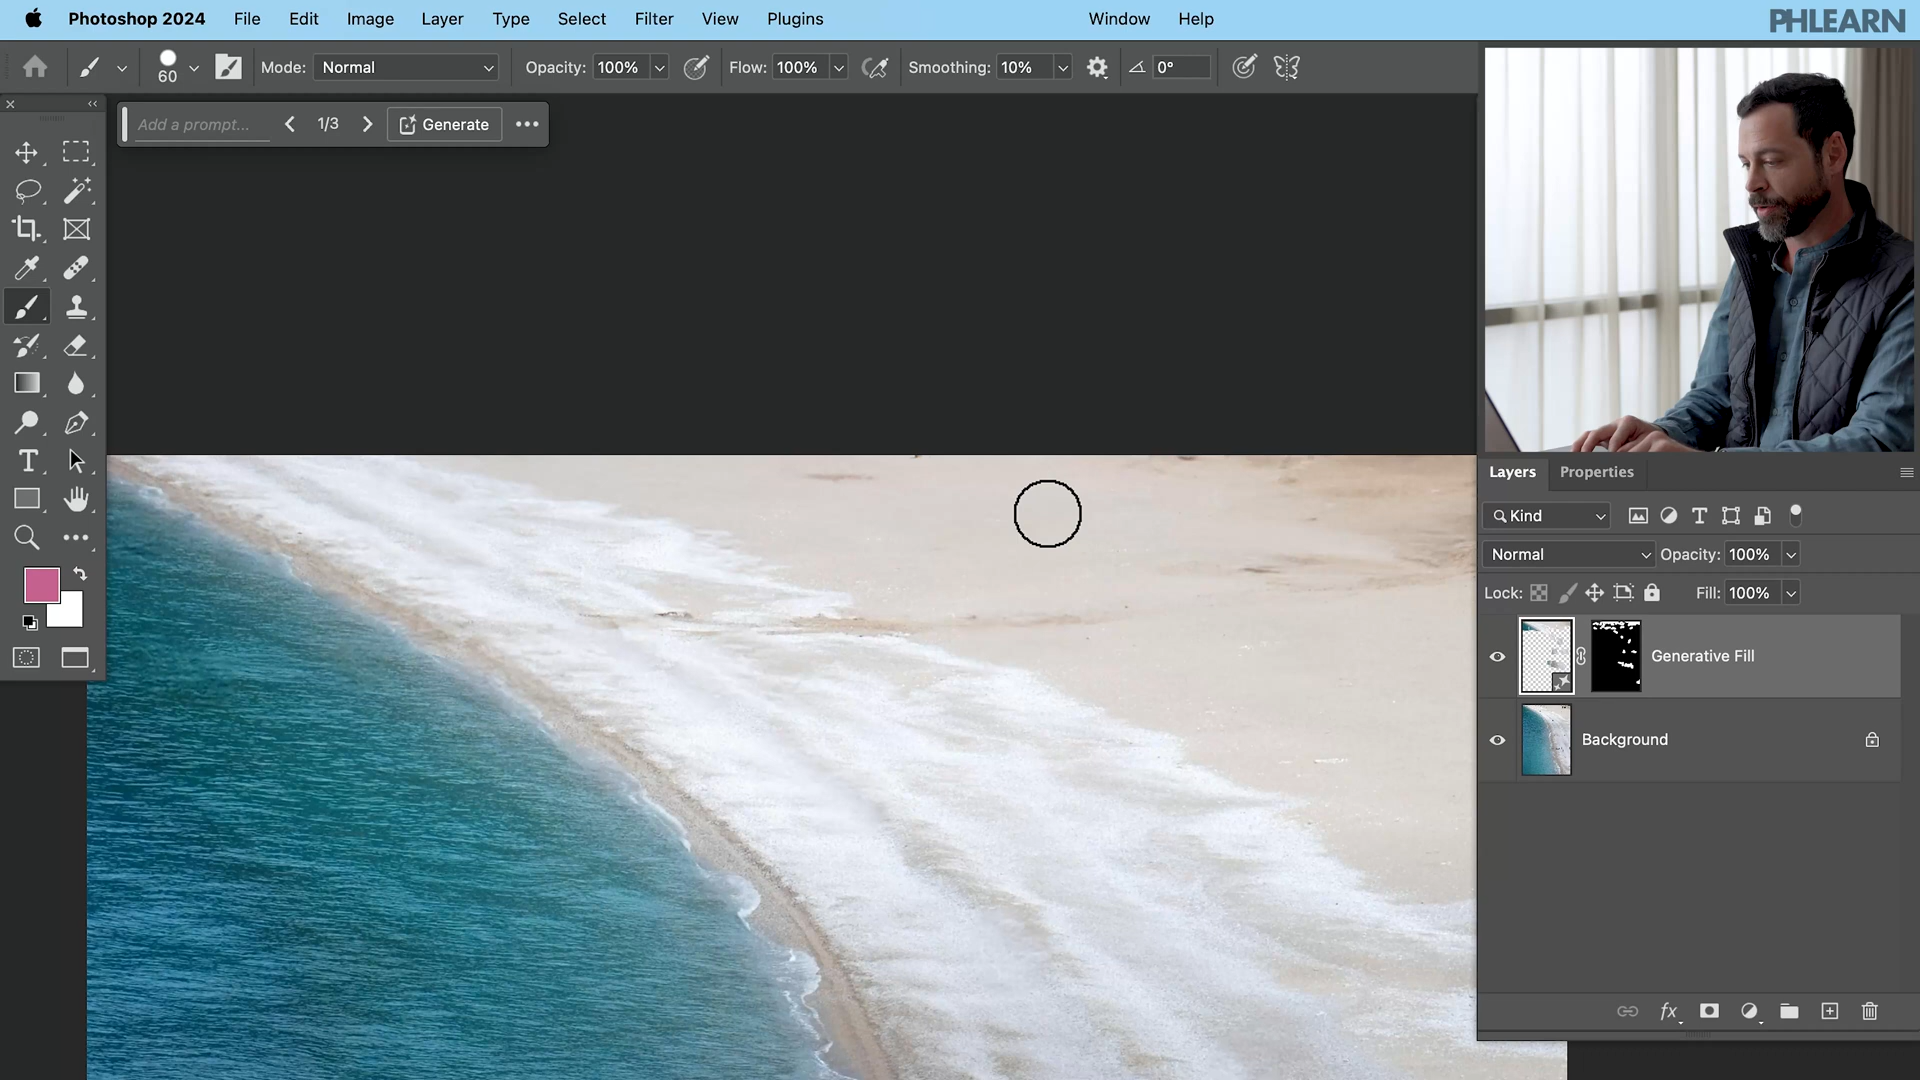 Photoshop 2024 File Edit Image Layer Type Select Filter View Plugins Window Help
PHLEARN
60 Mode: Normal Opacity: 100% Flow: 100% Smoothing: 10% 0°
Add a prompt... 1/3 Generate
Layers Properties
Kind
Normal Opacity: 100%
Lock: Fill: 100%
Generative Fill
Background
fx